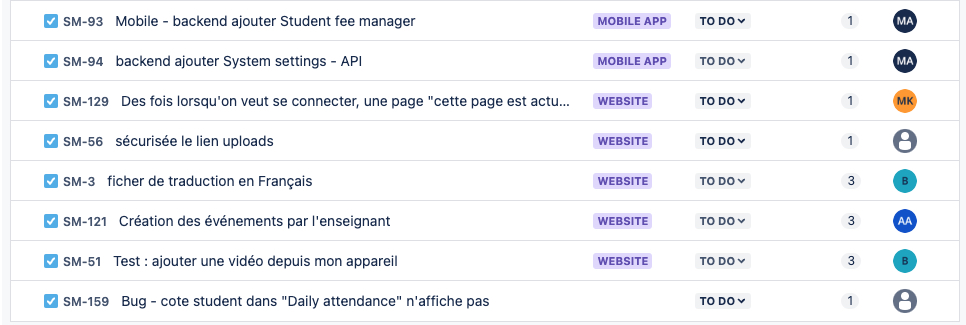 SM-93 Mobile - backend ajouter Student fee manager MOBILE APP TO DO 1 MA
SM-94 backend ajouter System settings - API MOBILE APP TO DO 1 MA
SM-129 Des fois lorsqu'on veut se connecter, une page "cette page est actu... WEBSITE TO DO 1 MK
SM-56 sécurisée le lien uploads WEBSITE TO DO 1
SM-3 ficher de traduction en Français WEBSITE TO DO 3 B
SM-121 Création des événements par l'enseignant WEBSITE TO DO 3 AA
SM-51 Test : ajouter une vidéo depuis mon appareil WEBSITE TO DO 3 B
SM-159 Bug - cote student dans "Daily attendance" n'affiche pas TO DO 1